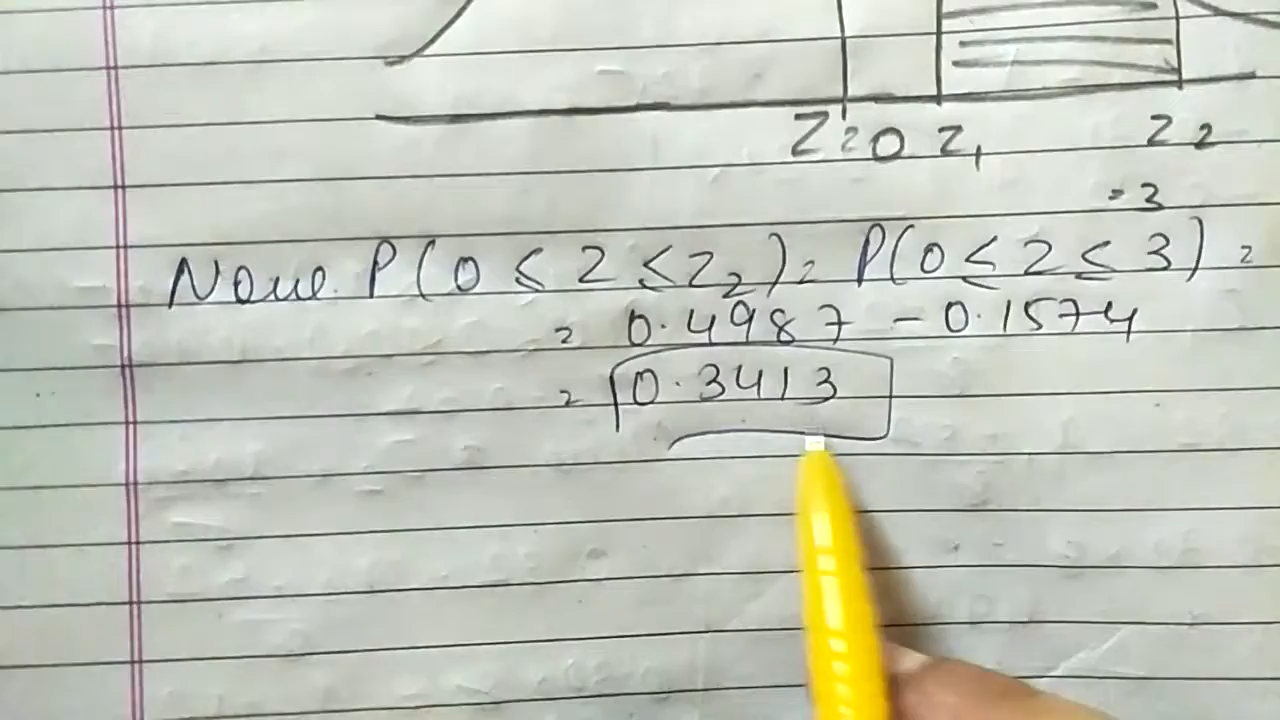 Z=0 Z₁ Z₂
=3
Now P(0 ≤ Z ≤ Z₂) = P(0 ≤ Z ≤ 3) =
= 0.4987 - 0.1574
= 0.3413